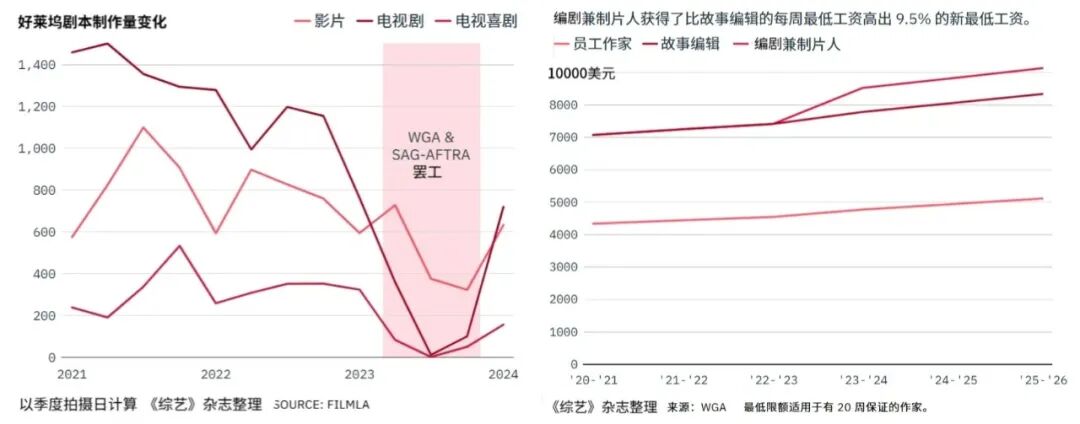 好莱坞剧本制作量变化
影片 电视剧 电视喜剧
1,400
1,200
1,000
800
600
400
200
0
WGA &
SAG-AFTRA
罢工
2021 2022 2023 2024
以季度拍摄日计算 《综艺》杂志整理 SOURCE: FILMLA
编剧兼制片人获得了比故事编辑的每周最低工资高出 9.5% 的新最低工资。
员工作家 故事编辑 编剧兼制片人
10000美元
8000
7000
6000
5000
4000
3000
2000
1000
0
'20-'21 '21-'22 '22-'23 '23-'24 '24-'25 '25-'26
《综艺》杂志整理 来源：WGA 最低限额适用于有 20 周保证的作家。